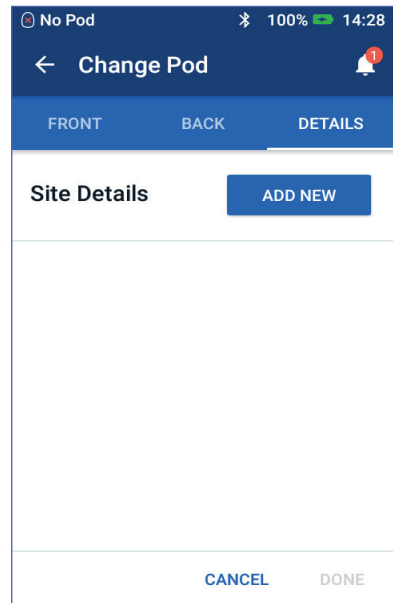 No Pod 100% 14:28
← Change Pod 1
FRONT BACK DETAILS
Site Details ADD NEW
CANCEL DONE